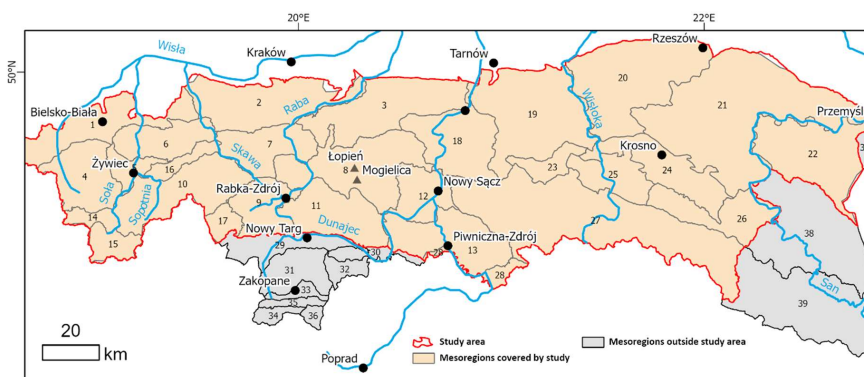 20°E
22°E
50°N
Wisła
Kraków
Tarnów
Rzeszów
20
2
3
Raba
21
Bielsko-Biała
1
Wisłoka
Przemyśl
19
6
7
18
Krosno
Łopień
22
Żywiec
5
4
16
Skawa
8
Mogielica
23
25
24
Soła
Sopotnia
10
Rabka-Zdrój
9
12
Nowy Sącz
11
14
17
Dunajec
27
26
15
Nowy Targ
29
30
28
Piwniczna-Zdrój
13
38
31
32
28
Zakopane
33
San
35
34
36
39
20
km
Poprad
Study area
Mesoregions covered by study
Mesoregions outside study area